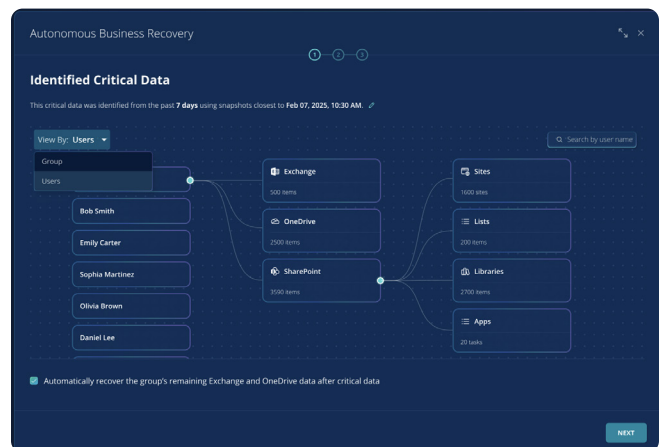 Autonomous Business Recovery
1 2 3
Identified Critical Data
This critical data was identified from the past 7 days using snapshots closest to Feb 07, 2025, 10:30 AM.
View By: Users
Search by user name
Group
Users
Bob Smith
Emily Carter
Sophia Martinez
Olivia Brown
Daniel Lee
Exchange
500 items
OneDrive
2500 items
SharePoint
3590 items
Sites
1600 sites
Lists
200 items
Libraries
2700 items
Apps
20 tasks
Automatically recover the group's remaining Exchange and OneDrive data after critical data
NEXT